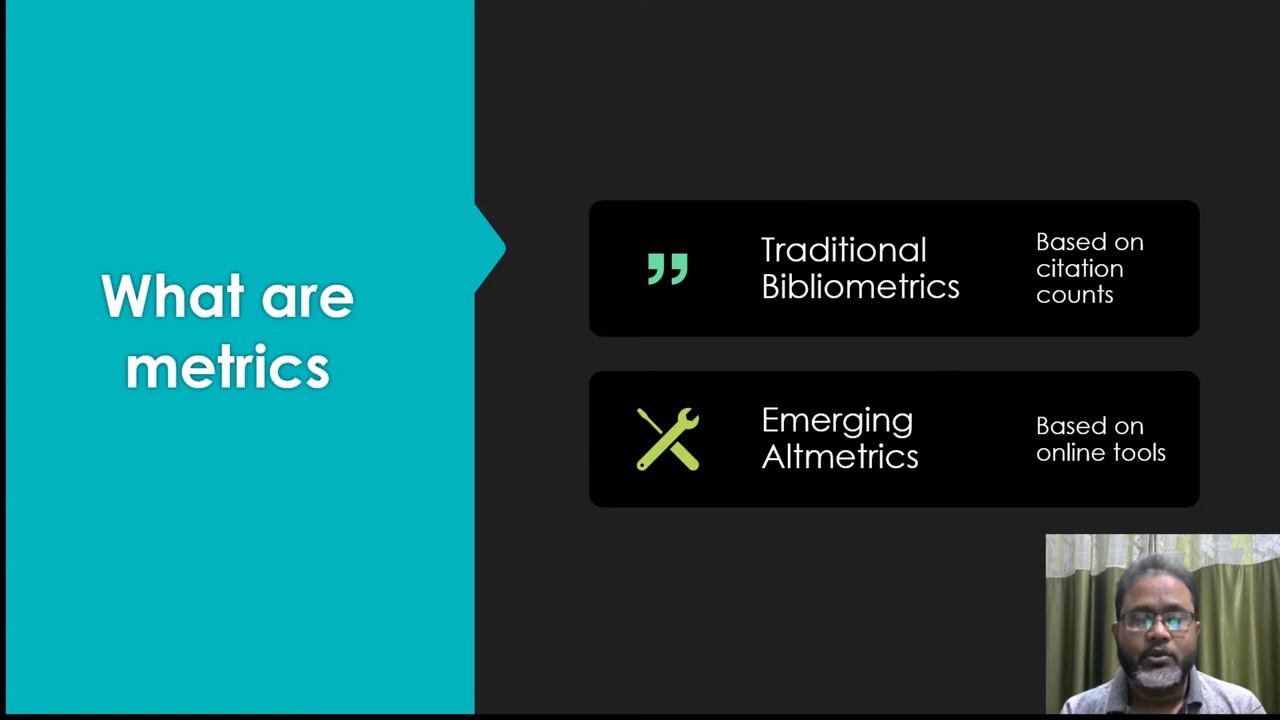 What are
metrics
Traditional
Bibliometrics
Based on
citation
counts
Emerging
Altmetrics
Based on
online tools